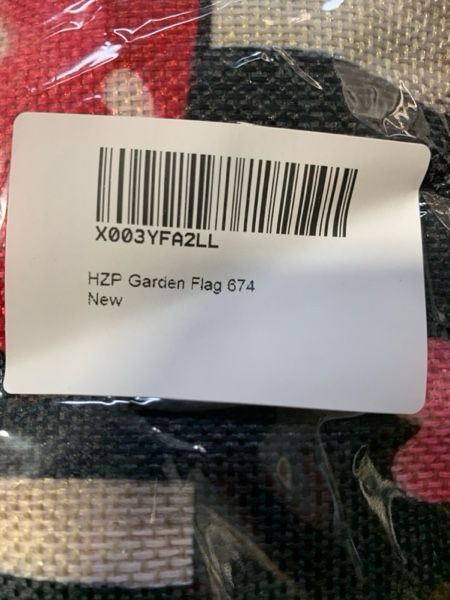 X003YFA2LL
HZP Garden Flag 674
New